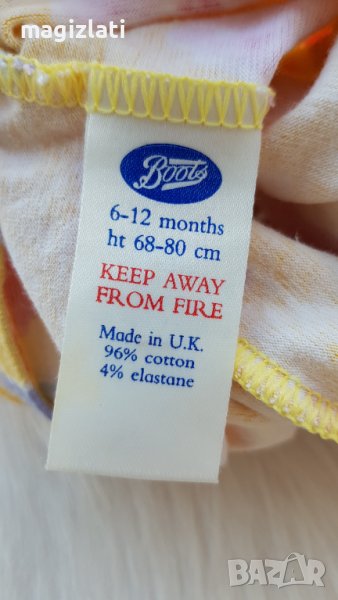 magizlati
Boots
6-12 months
ht 68-80 cm
KEEP AWAY
FROM FIRE
Made in U.K.
96% cotton
4% elastane
BAZAR